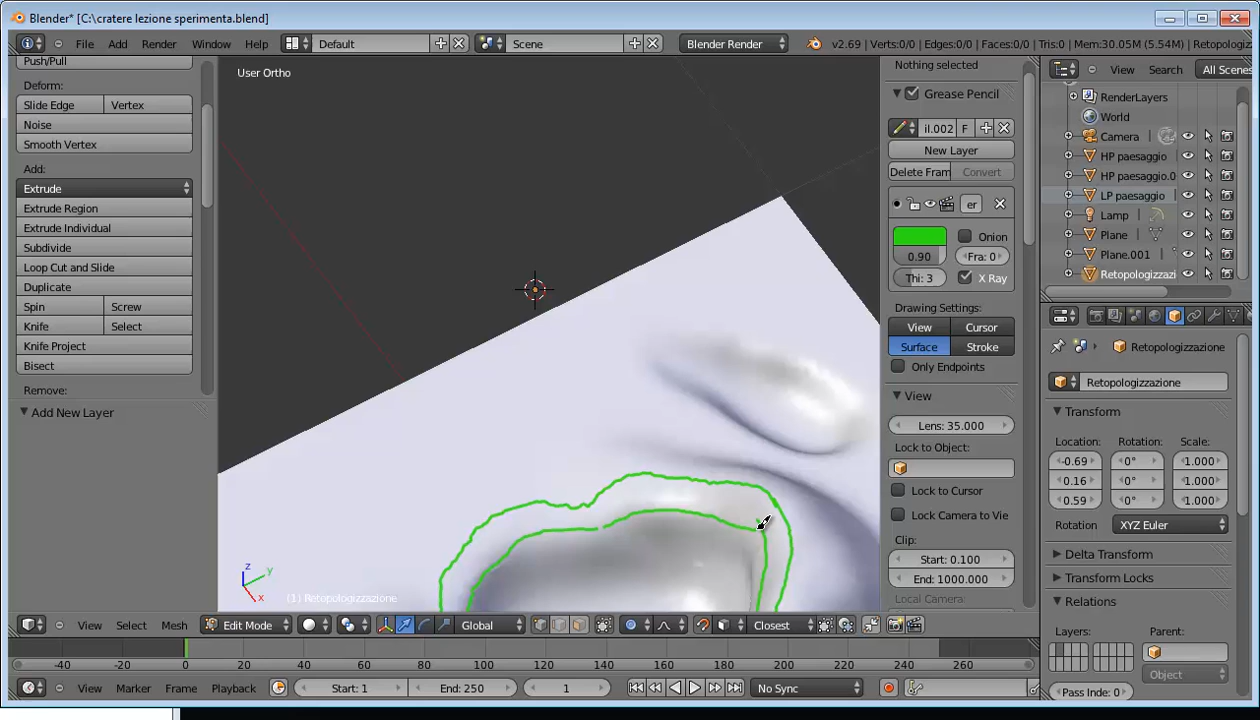 Blender* [C:\cratere lezione sperimenta.blend]
File Add Render Window Help Default Scene Blender Render v2.69 | Verts:0/0 | Edges:0/0 | Faces:0/0 | Tris:0 | Mem:30.05M (5.54M) | Retopologizz
Push/Pull
Deform:
Slide Edge Vertex
Noise
Smooth Vertex
Add:
Extrude
Extrude Region
Extrude Individual
Subdivide
Loop Cut and Slide
Duplicate
Spin Screw
Knife Select
Knife Project
Bisect
Remove:
Add New Layer
User Ortho
(1) Retopologizzazione
z
y
x
Nothing selected
Grease Pencil
il.002 F
New Layer
Delete Fram Convert
er
Onion
0.90 Fra: 0
Thi: 3 X Ray
Drawing Settings:
View Cursor
Surface Stroke
Only Endpoints
View
Lens: 35.000
Lock to Object:
Lock to Cursor
Lock Camera to Vie
Clip:
Start: 0.100
End: 1000.000
Local Camera:
View Search All Scenes
RenderLayers
World
Camera
HP paesaggio
HP paesaggio.0
LP paesaggio
Lamp
Plane
Plane.001
Retopologizzazi
Retopologizzazione
Retopologizzazione
Transform
Location: Rotation: Scale:
-0.69 0° 1.000
0.16 0° 1.000
0.59 0° 1.000
Rotation XYZ Euler
Delta Transform
Transform Locks
Relations
Layers: Parent:
Object
Pass Inde: 0
View Select Mesh Edit Mode Global Closest
-40 -20 0 20 40 60 80 100 120 140 160 180 200 220 240 260
View Marker Frame Playback Start: 1 End: 250 1 No Sync